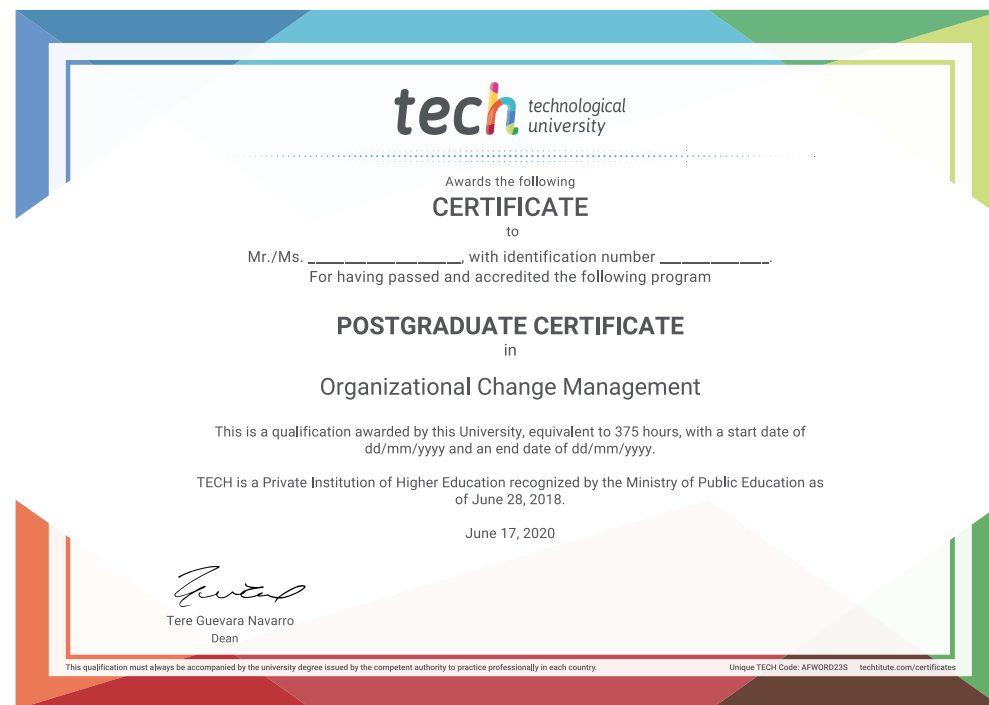 tech technological
university
Awards the following
CERTIFICATE
to
Mr./Ms. ____________________, with identification number ______________.
For having passed and accredited the following program
POSTGRADUATE CERTIFICATE
in
Organizational Change Management
This is a qualification awarded by this University, equivalent to 375 hours, with a start date of
dd/mm/yyyy and an end date of dd/mm/yyyy.
TECH is a Private Institution of Higher Education recognized by the Ministry of Public Education as
of June 28, 2018.
June 17, 2020
Tere Guevara Navarro
Dean
This qualification must always be accompanied by the university degree issued by the competent authority to practice professionally in each country.
Unique TECH Code: AFWORD23S techtitute.com/certificates